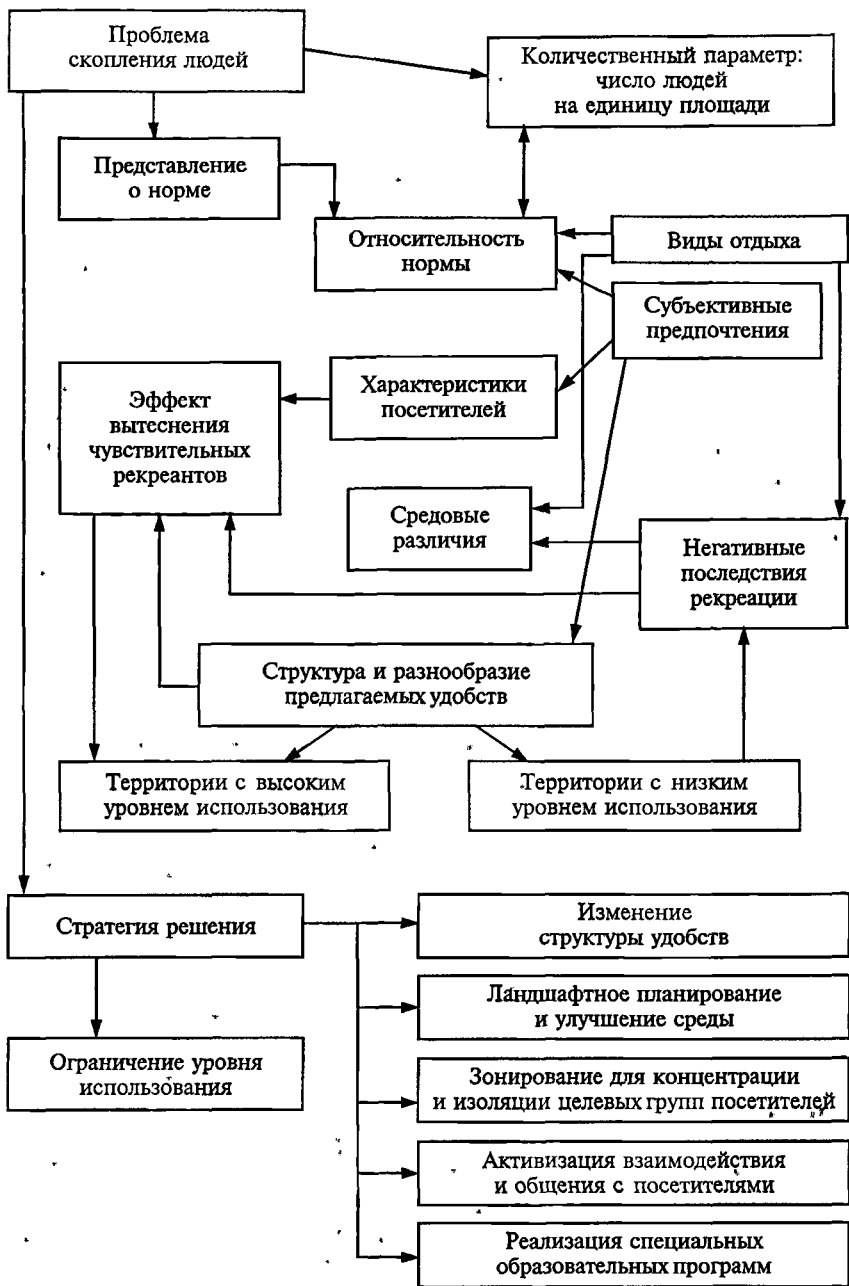 Проблема
скопления людей
Количественный параметр:
число людей
на единицу площади
Представление
о норме
Относительность
нормы
Виды отдыха
Субъективные
предпочтения
Эффект
вытеснения
чувствительных
рекреантов
Характеристики
посетителей
Средовые
различия
Негативные
последствия
рекреации
Структура и разнообразие
предлагаемых удобств
Территории с высоким
уровнем использования
Территории с низким
уровнем использования
Стратегия решения
Изменение
структуры удобств
Ландшафтное планирование
и улучшение среды
Ограничение уровня
использования
Зонирование для концентрации
и изоляции целевых групп посетителей
Активизация взаимодействия
и общения с посетителями
Реализация специальных
образовательных программ